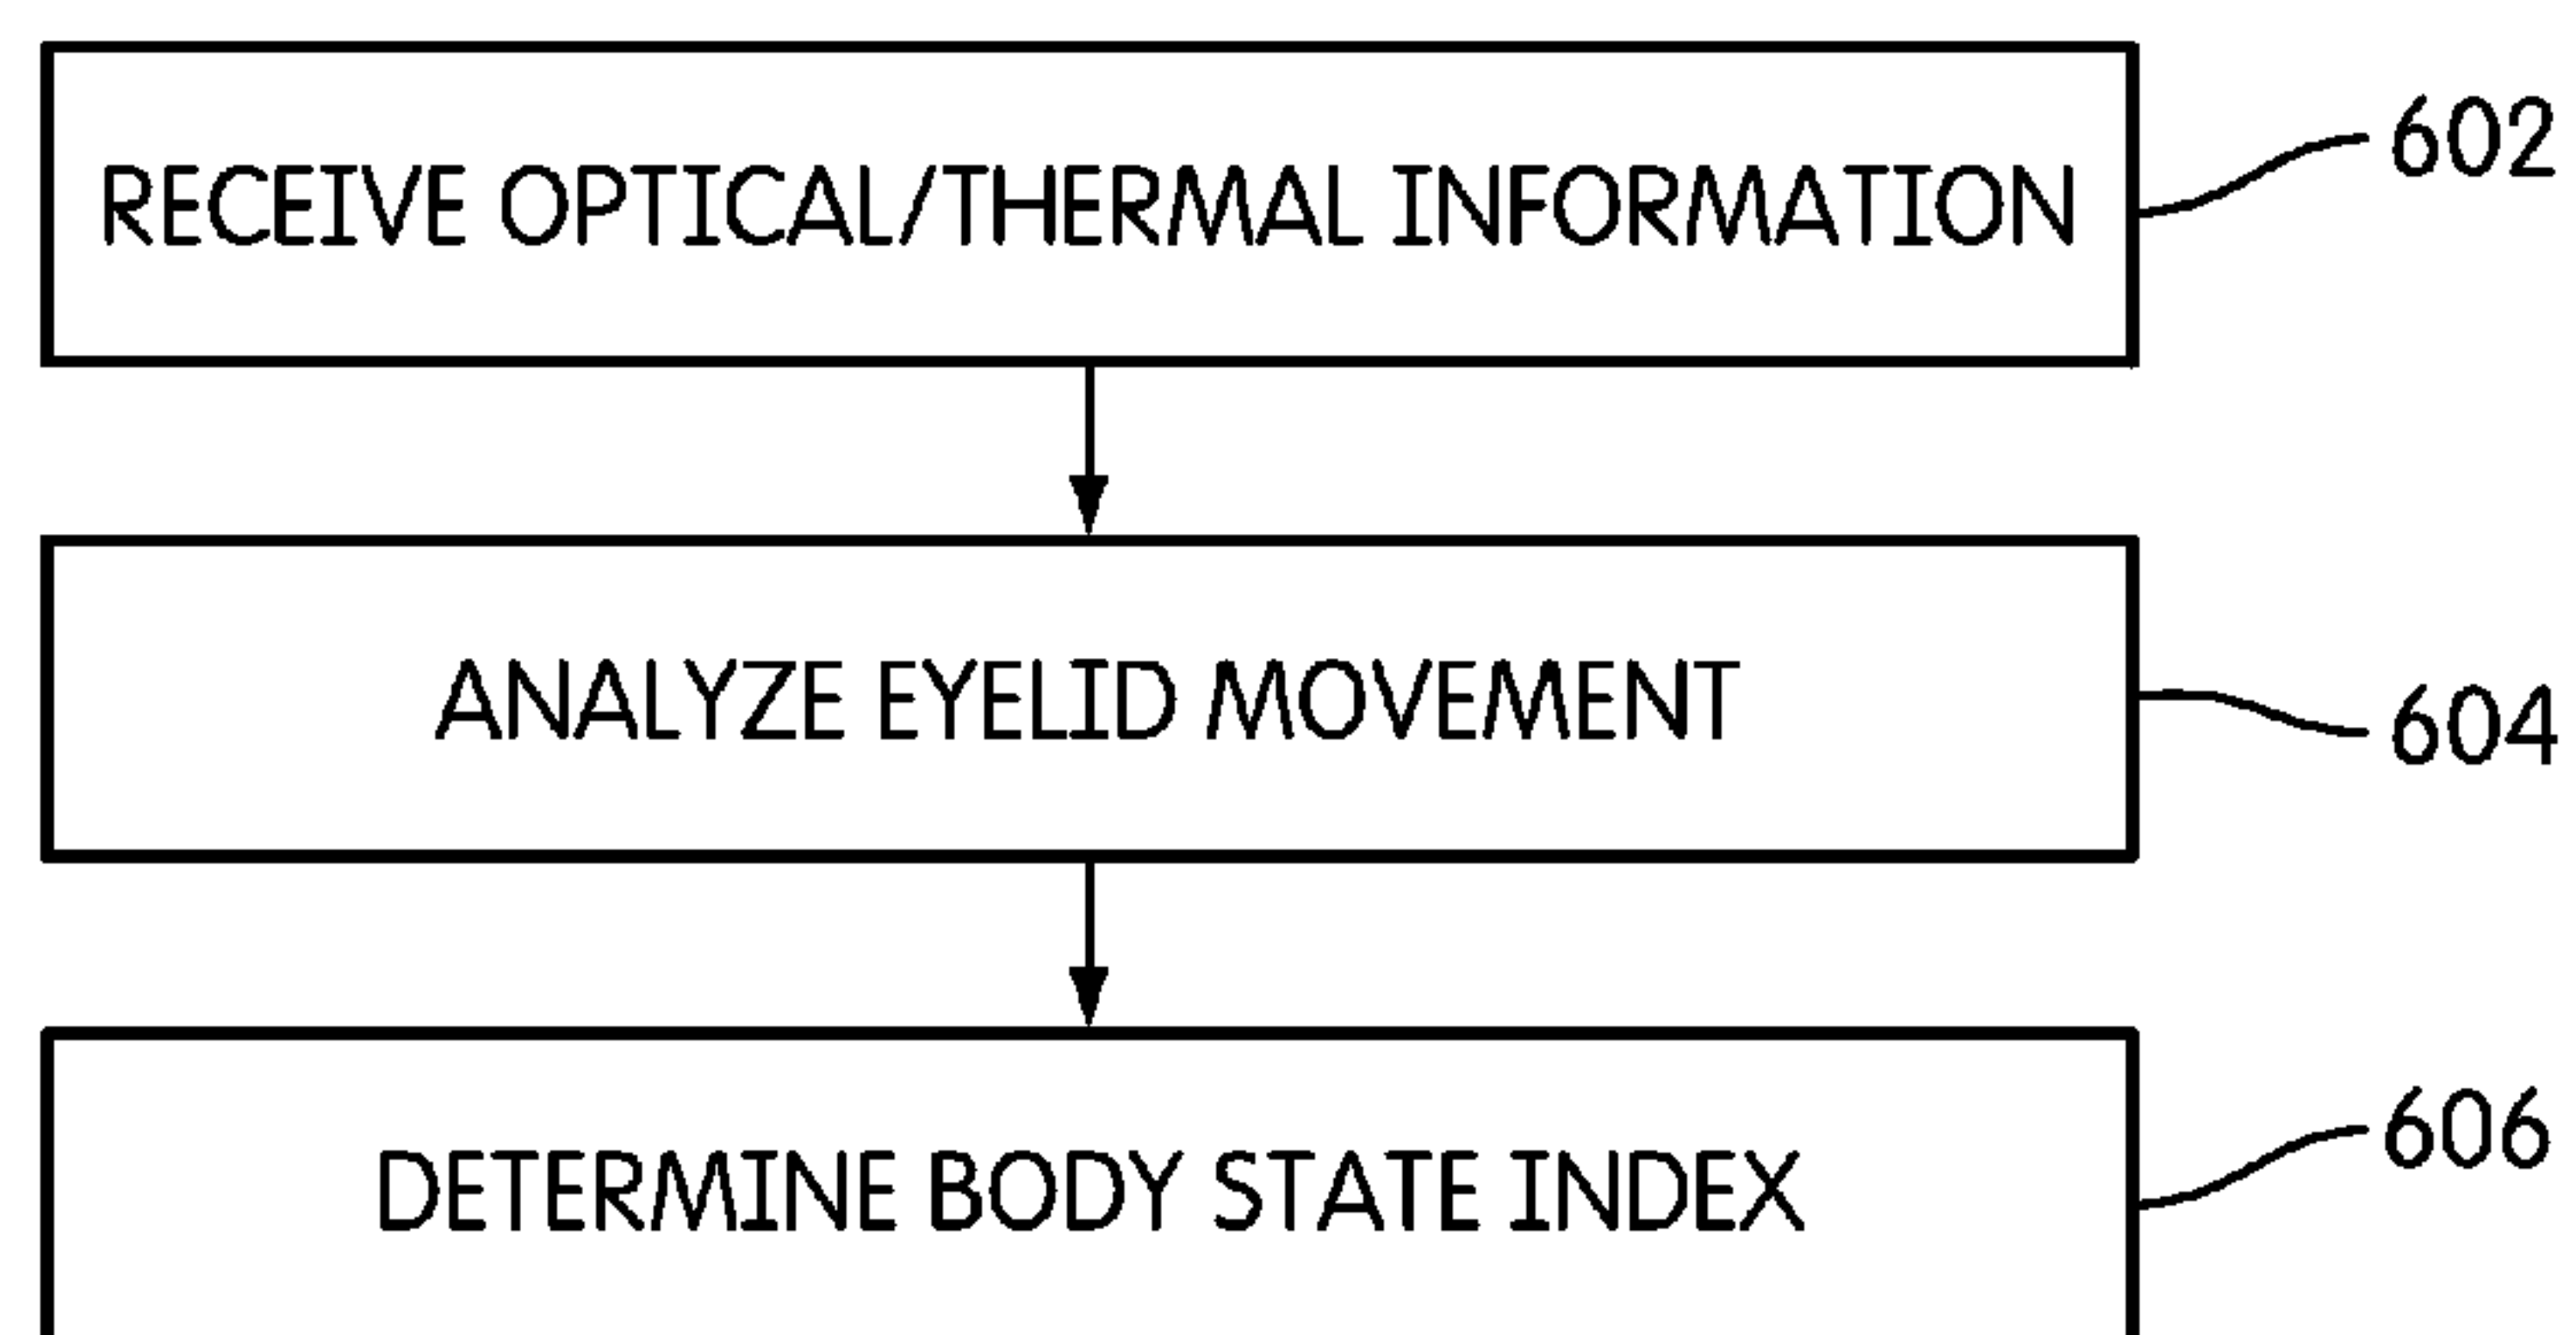 RECEIVE OPTICAL/THERMAL INFORMATION
602
ANALYZE EYELID MOVEMENT
604
DETERMINE BODY STATE INDEX
606